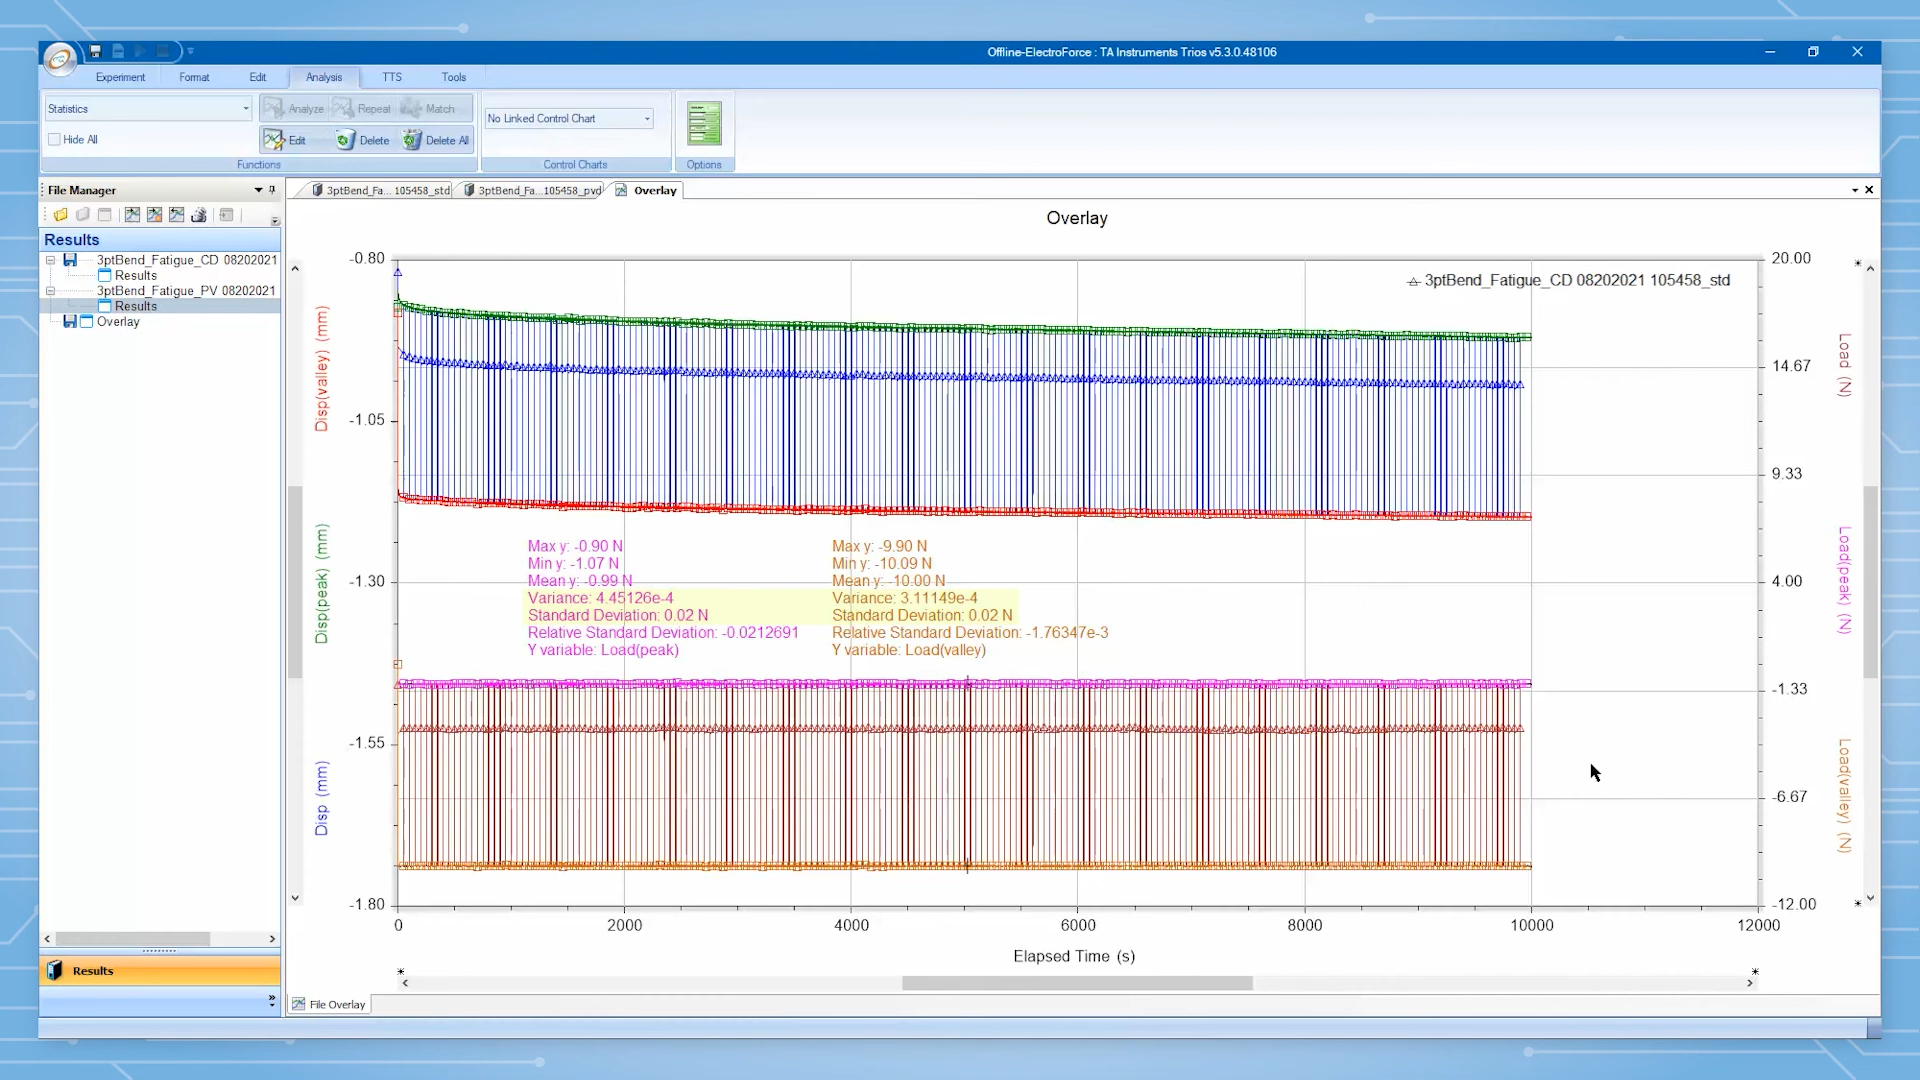 Offline-ElectroForce : TA Instruments Trios v5.3.0.48106
Experiment
Format
Edit
Analysis
TTS
Tools
Statistics
Analyze
Repeat
Match
Hide All
Edit
Delete
Delete All
Functions
No Linked Control Chart
Control Charts
Options
File Manager
3ptBend_Fa... 105458_std
3ptBend_Fa...105458_pvd
Overlay
Results
3ptBend_Fatigue_CD 08202021
Results
3ptBend_Fatigue_PV 08202021
Results
Overlay
Results
Overlay
3ptBend_Fatigue_CD 08202021 105458_std
Disp(valley) (mm)
Disp(peak) (mm)
Disp (mm)
-0.80
-1.05
-1.30
-1.55
-1.80
Max y: -0.90 N
Min y: -1.07 N
Mean y: -0.99 N
Variance: 4.45126e-4
Standard Deviation: 0.02 N
Relative Standard Deviation: -0.0212691
Y variable: Load(peak)
Max y: -9.90 N
Min y: -10.09 N
Mean y: -10.00 N
Variance: 3.11149e-4
Standard Deviation: 0.02 N
Relative Standard Deviation: -1.76347e-3
Y variable: Load(valley)
20.00
14.67
9.33
4.00
-1.33
-6.67
-12.00
Load (N)
Load(peak) (N)
Load(valley) (N)
0
2000
4000
6000
8000
10000
12000
Elapsed Time (s)
File Overlay